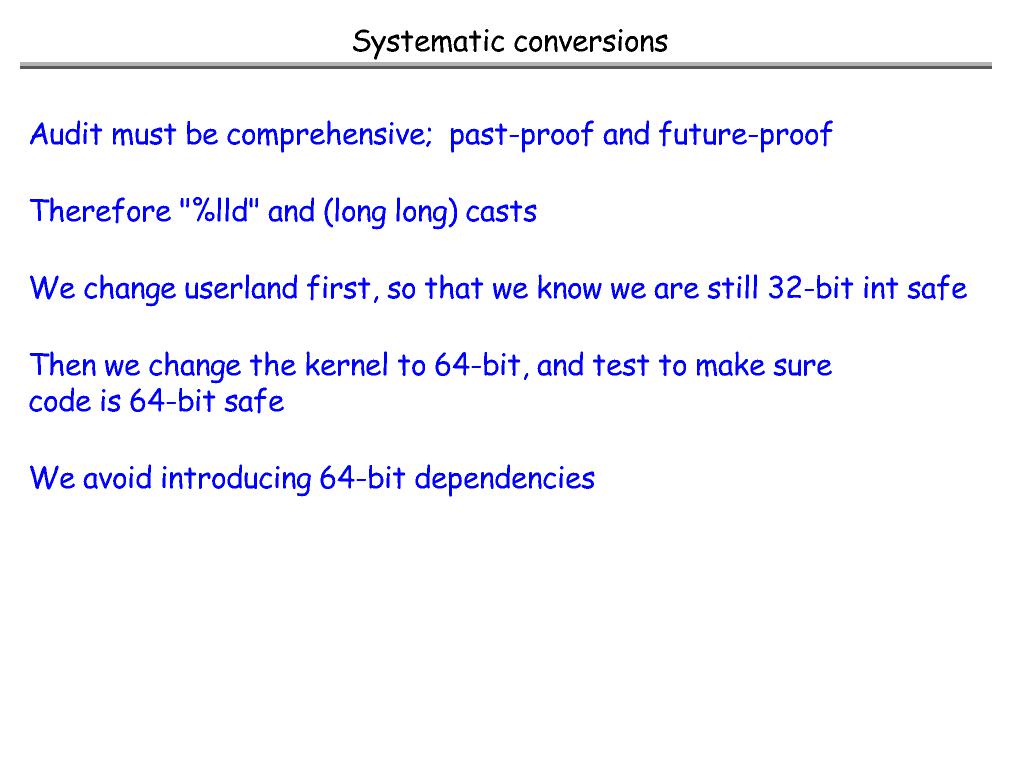 Systematic conversions
Audit must be comprehensive;  past-proof and future-proof
Therefore "%lld" and (long long) casts
We change userland first, so that we know we are still 32-bit int safe
Then we change the kernel to 64-bit, and test to make sure
code is 64-bit safe
We avoid introducing 64-bit dependencies